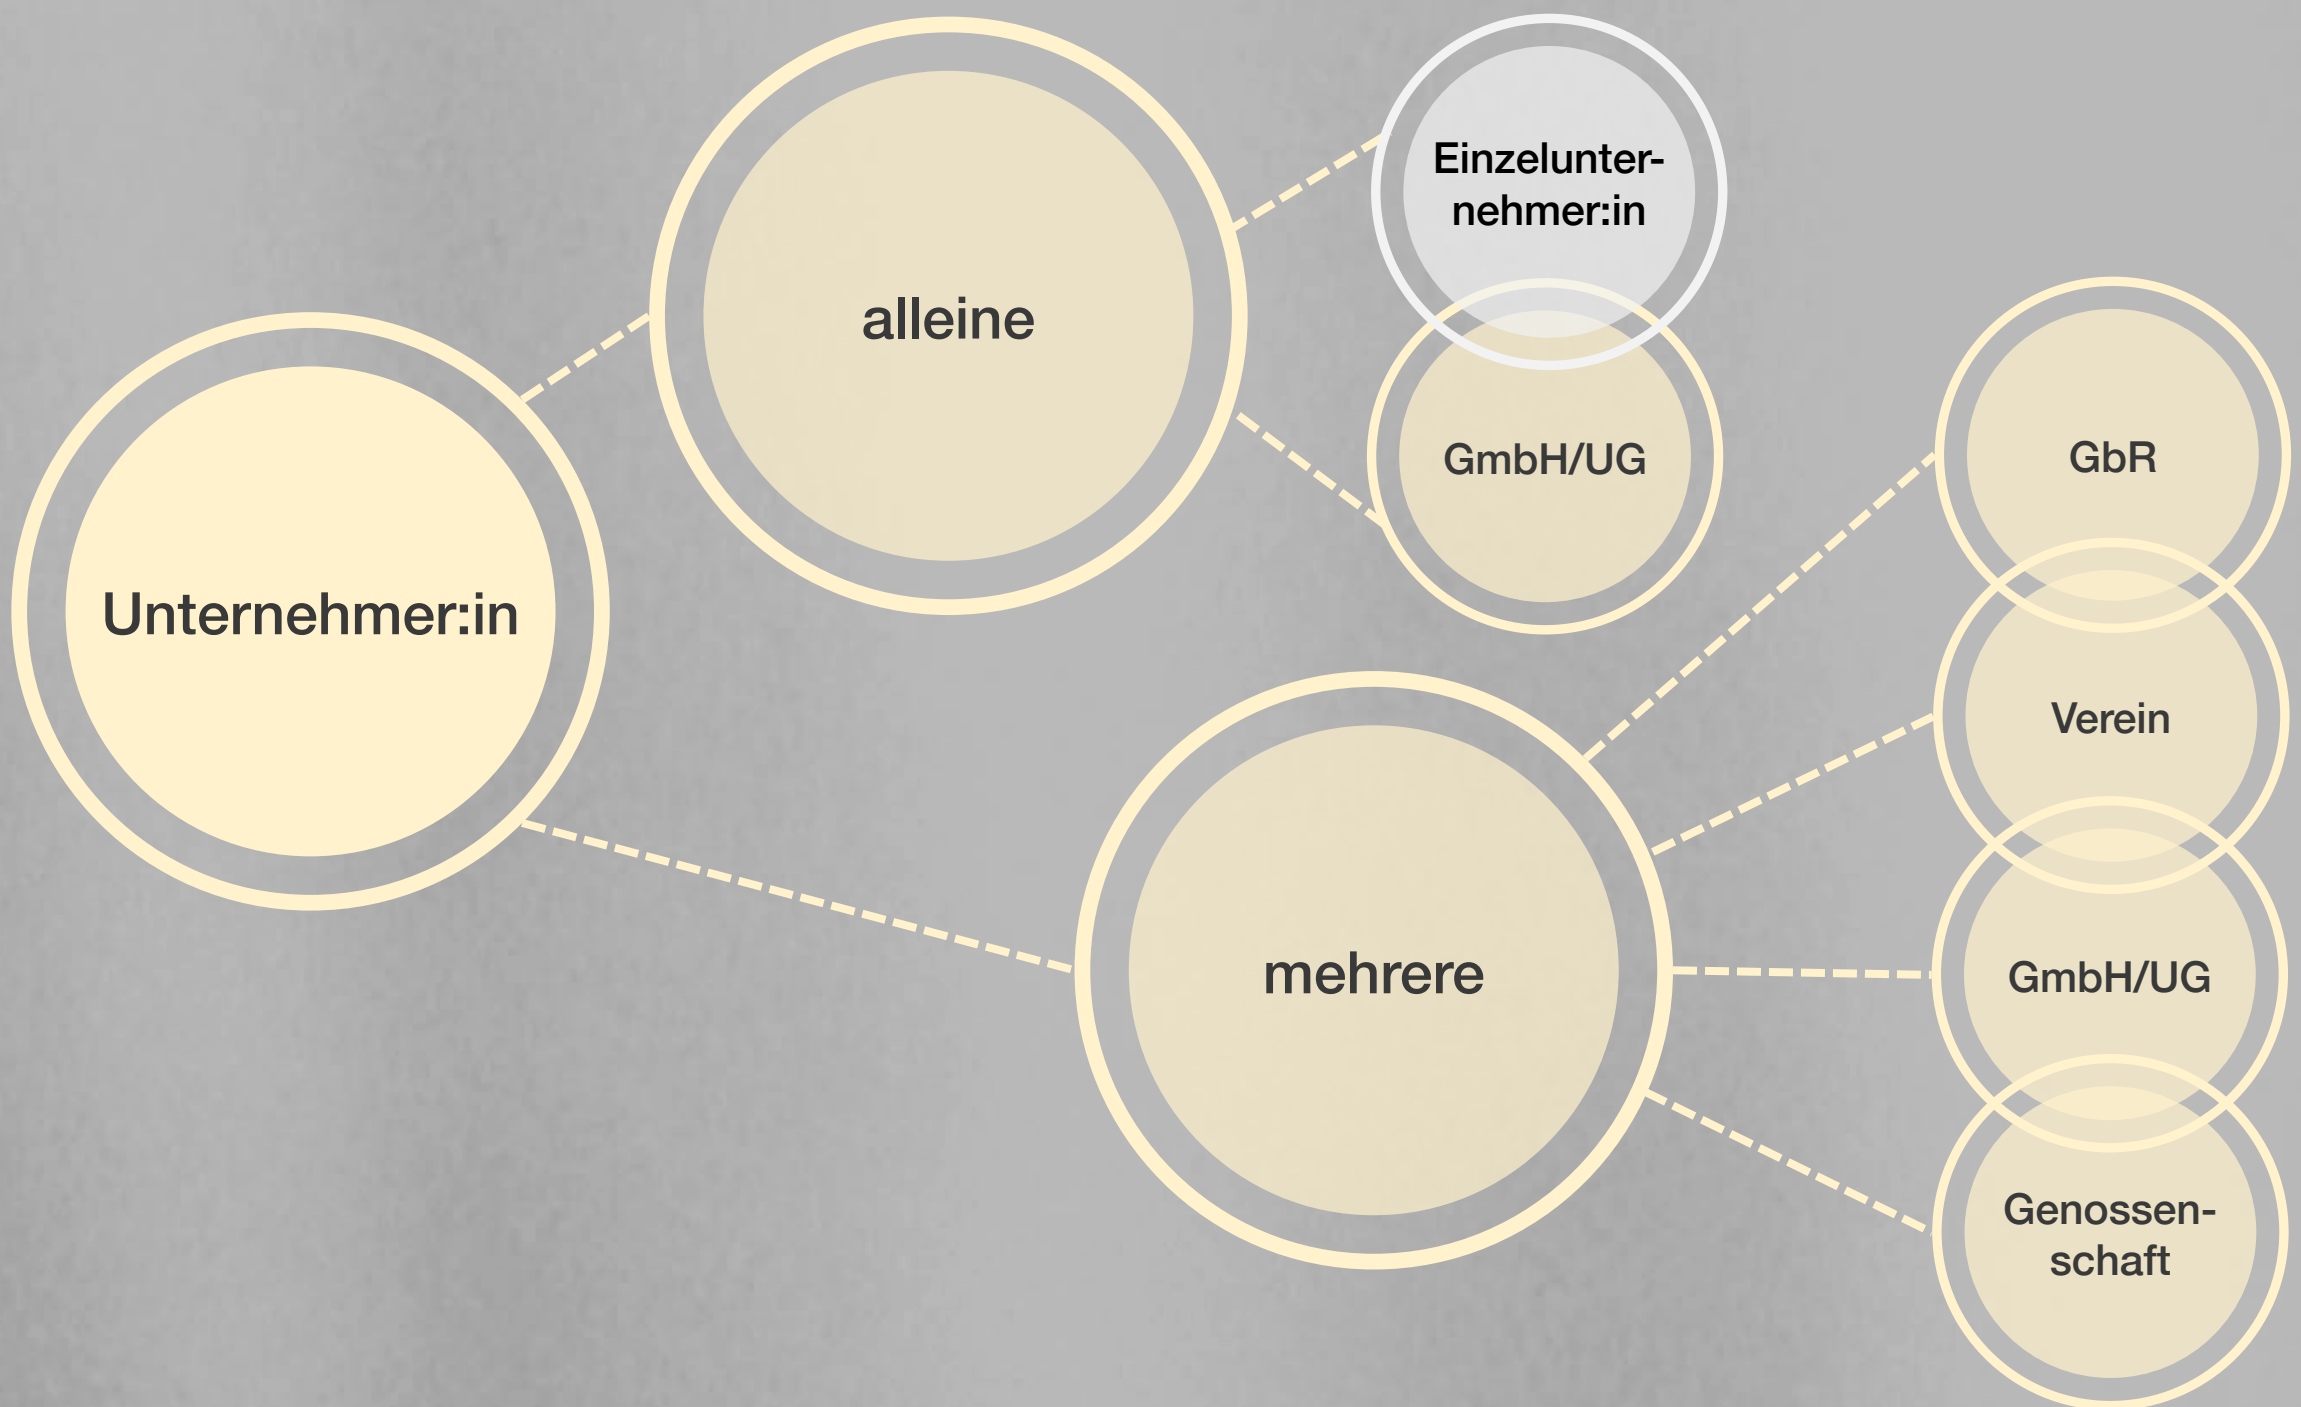 Unternehmer:in
alleine
Einzelunter-
nehmer:in
GmbH/UG
mehrere
GbR
Verein
GmbH/UG
Genossen-
schaft